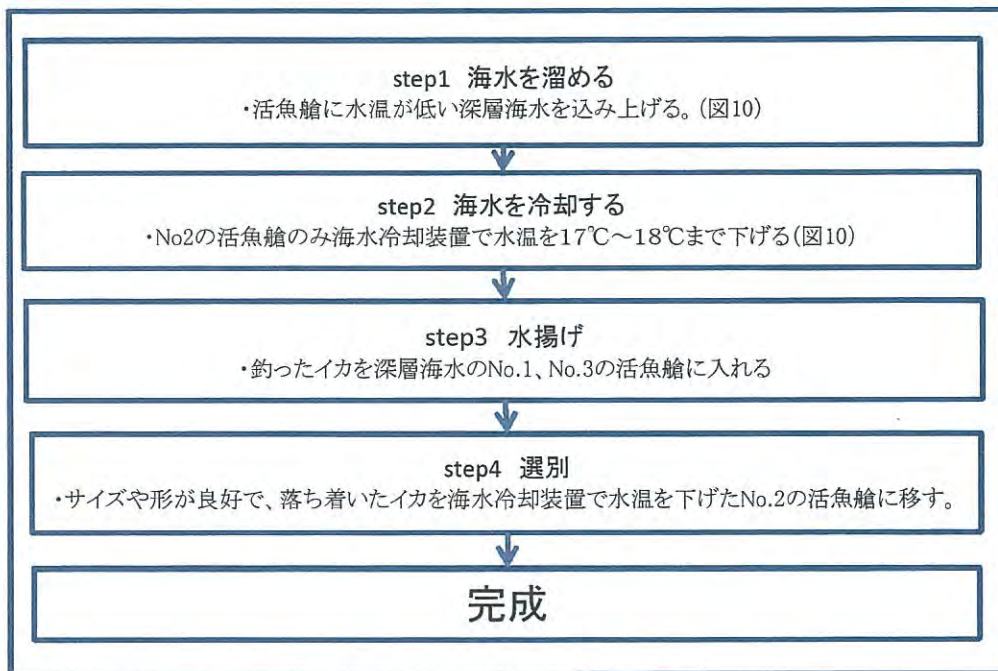 step1 海水を溜める
・活魚艙に水温が低い深層海水を込み上げる。(図10)
step2 海水を冷却する
・No2の活魚艙のみ海水冷却装置で水温を17℃～18℃まで下げる(図10)
step3 水揚げ
・釣ったイカを深層海水のNo.1、No.3の活魚艙に入れる
step4 選別
・サイズや形が良好で、落ち着いたイカを海水冷却装置で水温を下げたNo.2の活魚艙に移す。
完成